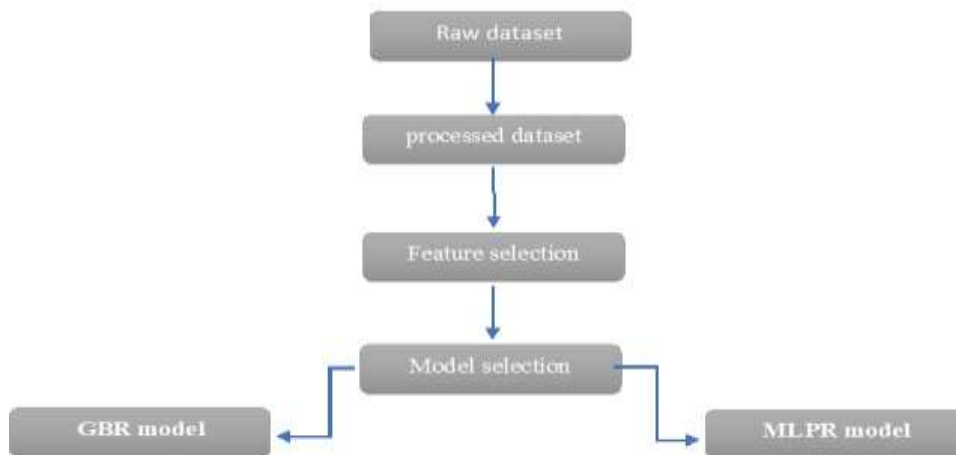 Raw dataset
processed dataset
Feature selection
Model selection
GBR model
MLPR model